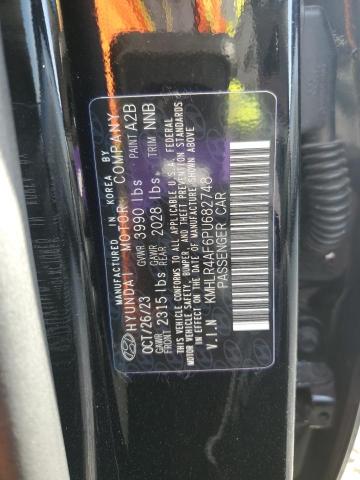 MANUFACTURED IN KOREA BY
HYUNDAI MOTOR COMPANY
OCT/26/23 GVWR 3990 lbs PAINT A2B
GAWR FRONT 2315 lbs GAWR REAR 2028 lbs. TRIM NNB
THIS VEHICLE CONFORMS TO ALL APPLICABLE U.S.A. FEDERAL
MOTOR VEHICLE SAFETY, BUMPER, AND THEFT PREVENTION STANDARDS
IN EFFECT ON THE DATE OF MANUFACTURE SHOWN ABOVE
V.I.N KMHLR4AF6PU682748
PASSENGER CAR